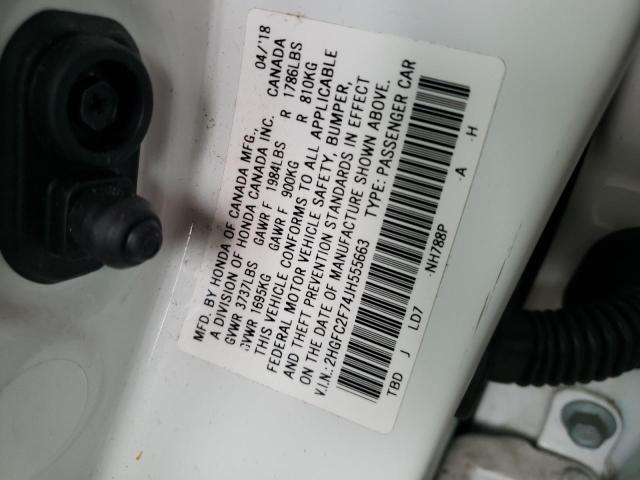 MFD. BY HONDA OF CANADA MFG., 04/'18
A DIVISION OF HONDA CANADA INC. CANADA
GVWR 3737LBS GAWR F 1984LBS R 1786LBS
GVWR 1695KG GAWR F 900KG R 810KG
THIS VEHICLE CONFORMS TO ALL APPLICABLE
FEDERAL MOTOR VEHICLE SAFETY, BUMPER,
AND THEFT PREVENTION STANDARDS IN EFFECT
ON THE DATE OF MANUFACTURE SHOWN ABOVE.
V.I.N.: 2HGFC2F74JH555663 TYPE: PASSENGER CAR
TBD J LD7 ·NH788P ·A ·H